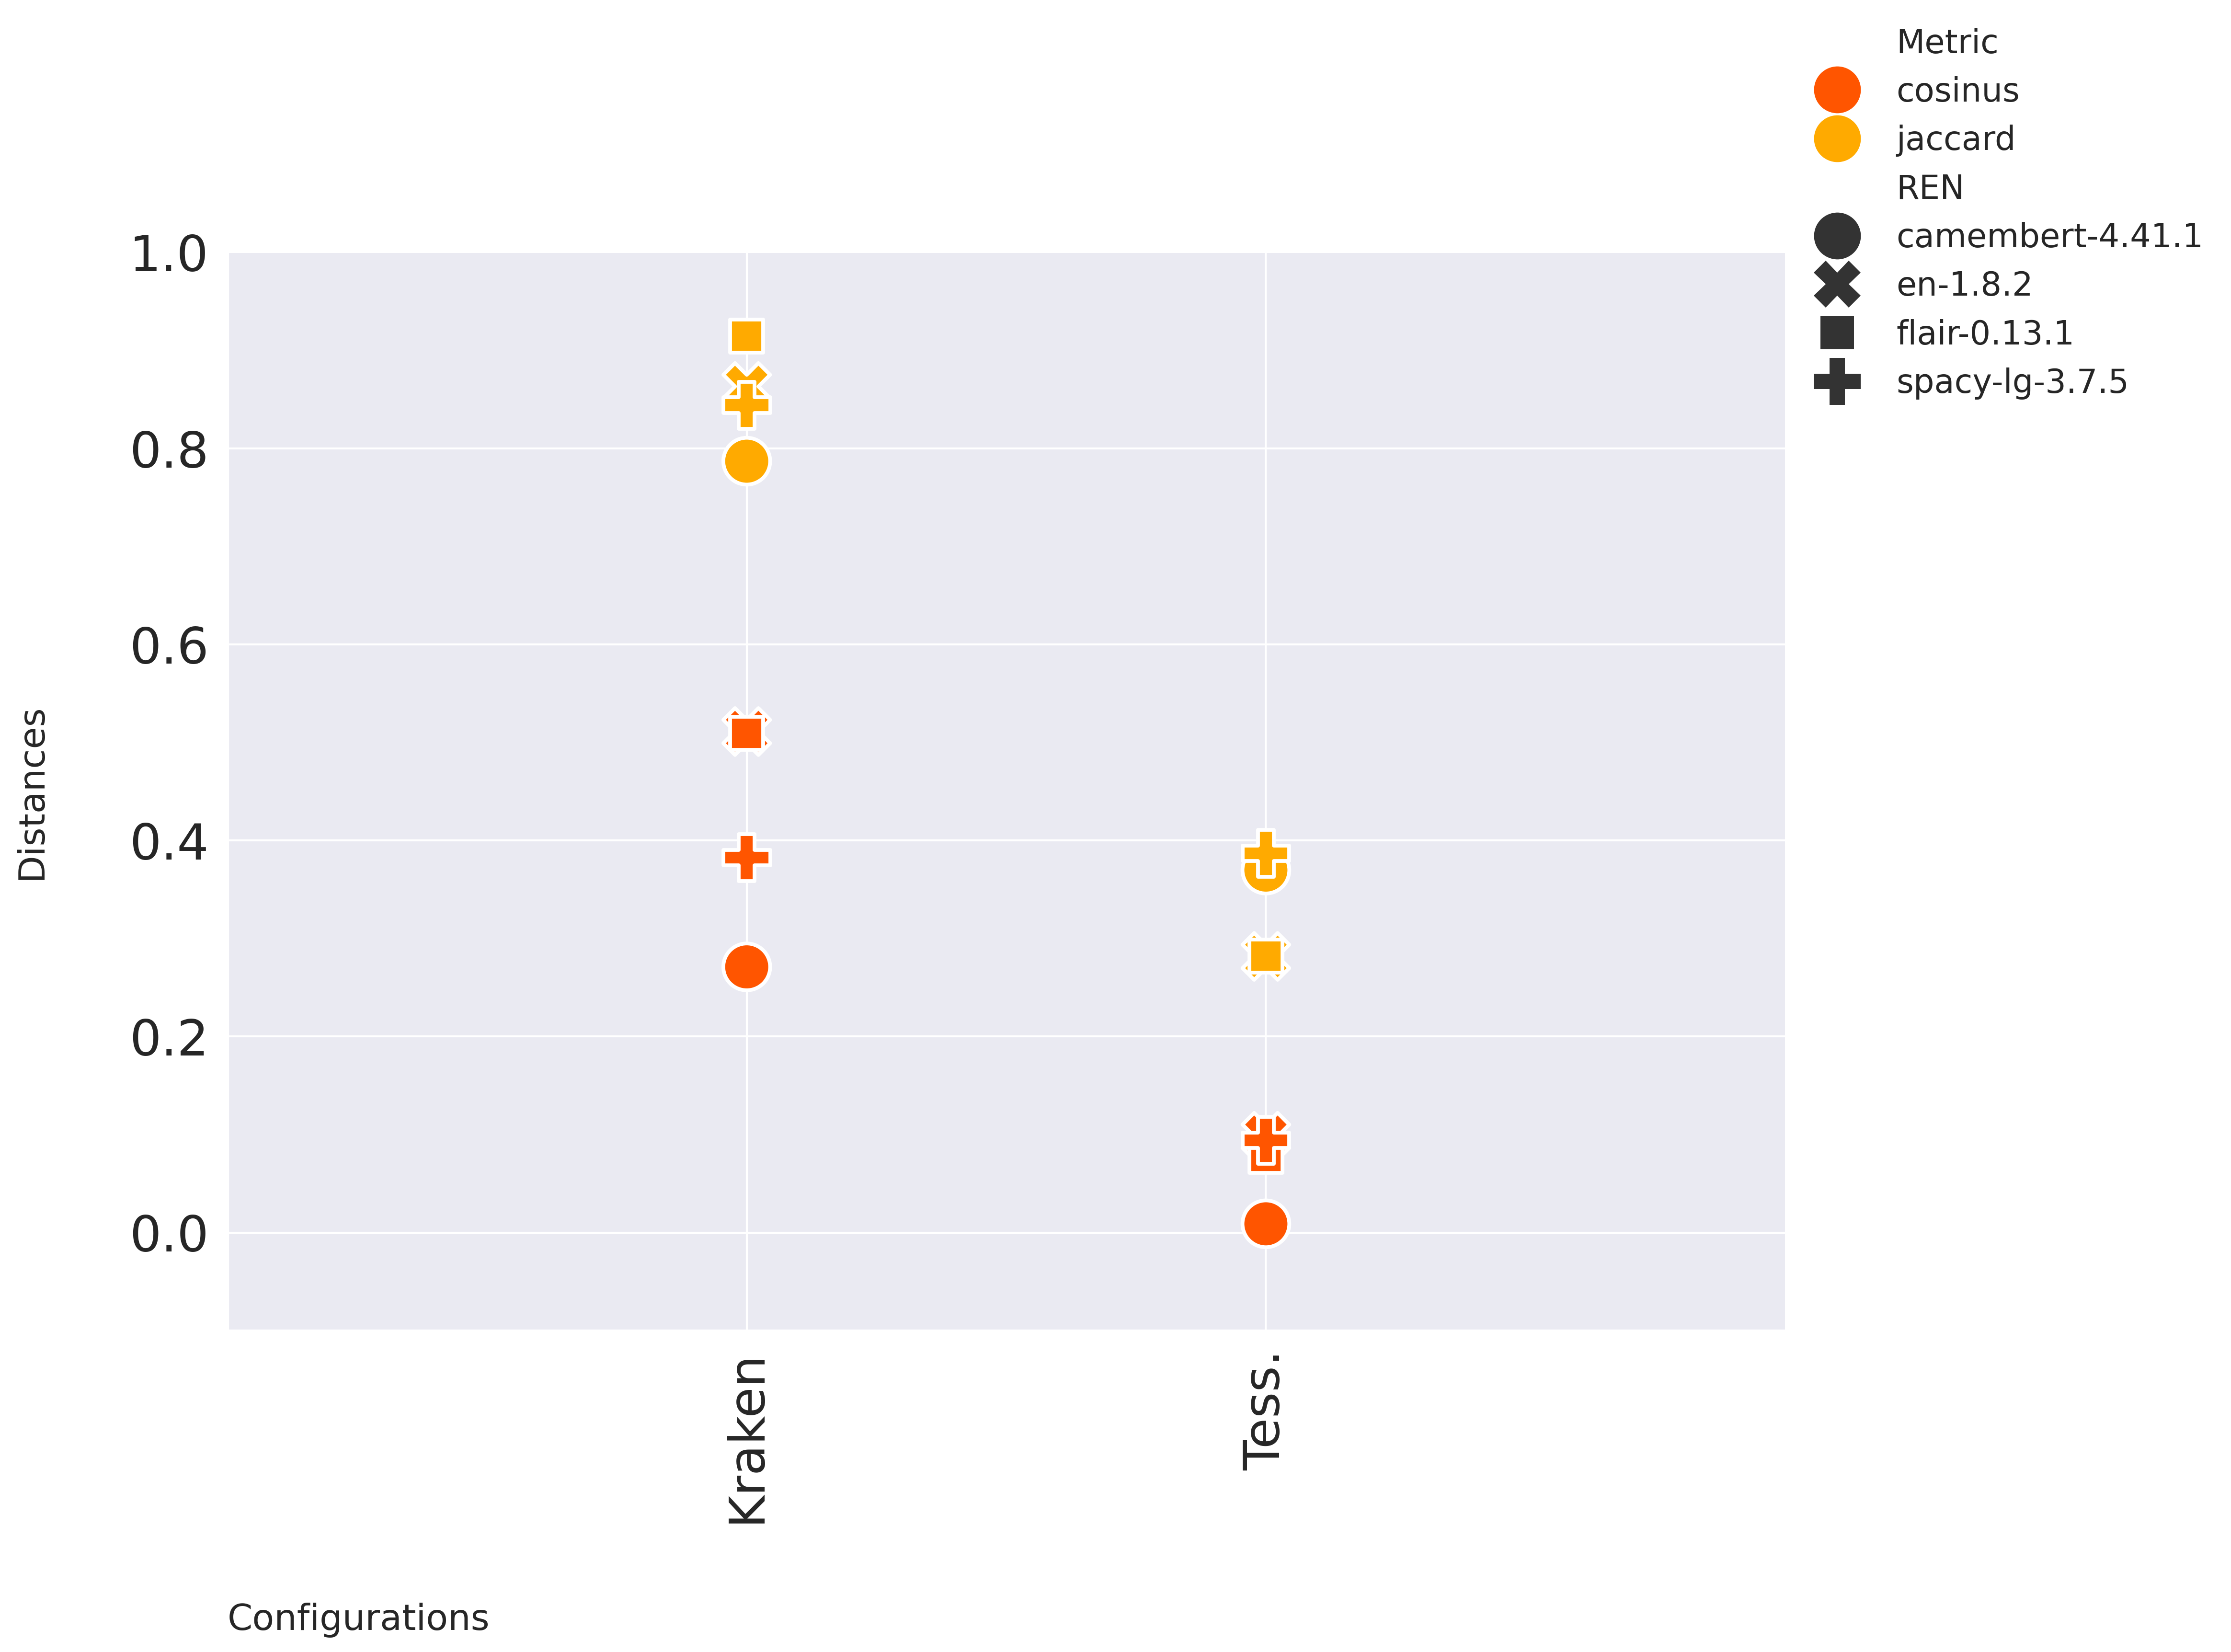 Metric
cosinus
jaccard
REN
camembert-4.41.1
en-1.8.2
flair-0.13.1
spacy-lg-3.7.5
1.0
0.8
0.6
0.4
0.2
0.0
Distances
Kraken
Tess.
Configurations